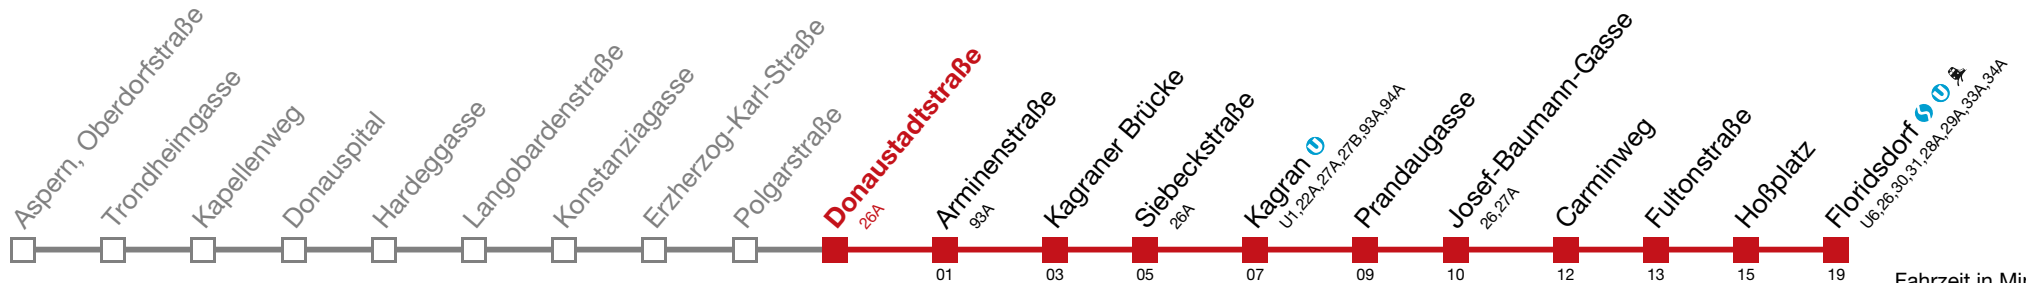 Aspern, Oberdorfstraße
Trondheimgasse
Kapellenweg
Donauspital
Hardeggasse
Langobardenstraße
Konstanziagasse
Erzherzog-Karl-Straße
Polgarstraße
Donaustadtstraße
26A
Arminenstraße
93A
Kagraner Brücke
Siebeckstraße
26A
Kagran U
U1,22A,27A,27B,93A,94A
Prandaugasse
Josef-Baumann-Gasse
26,27A
Carminweg
Fultonstraße
Hoßplatz
Floridsdorf S U
U6,26,30,31,28A,29A,33A,34A
01 03 05 07 09 10 12 13 15 19
Fahrzeit in